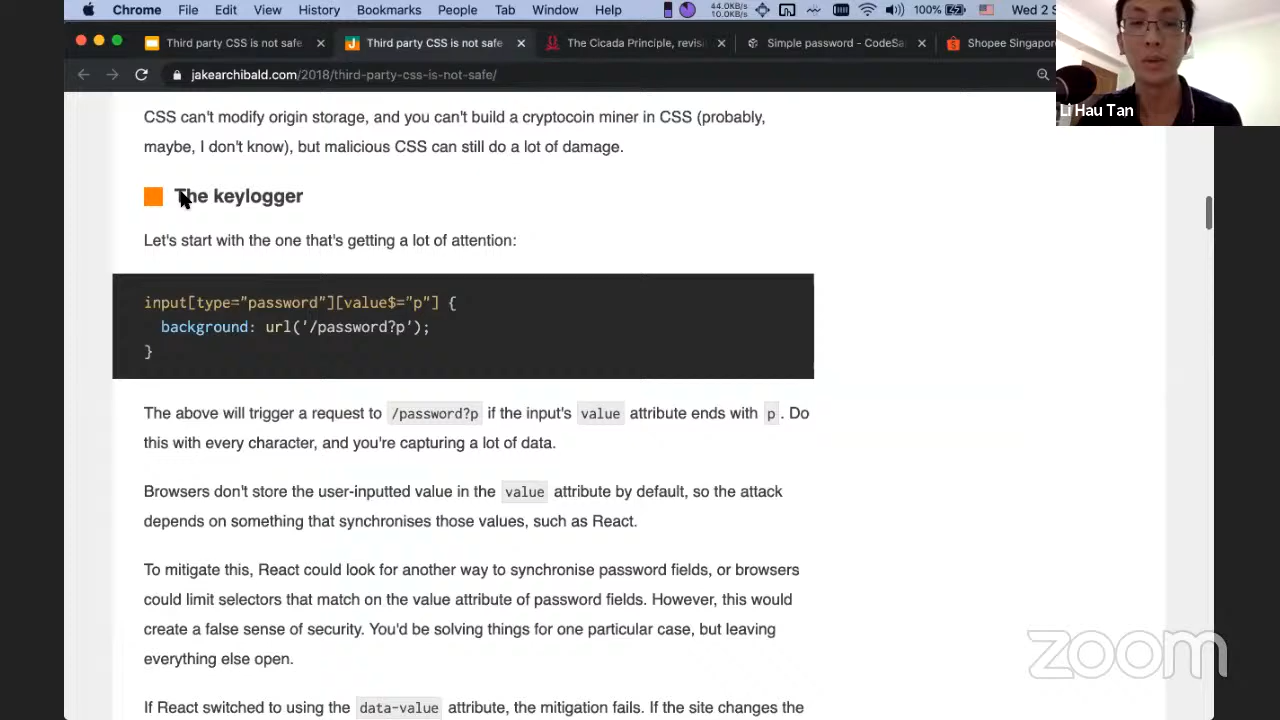 Chrome File Edit View History Bookmarks People Tab Window Help
44.0KB/s
10.0KB/s
100%
Wed 2 S
Third party CSS is not safe ×
Third party CSS is not safe ×
The Cicada Principle, revis ×
Simple password - CodeSa ×
Shopee Singapor
jakearchibald.com/2018/third-party-css-is-not-safe/
Li Hau Tan
CSS can't modify origin storage, and you can't build a cryptocoin miner in CSS (probably,
maybe, I don't know), but malicious CSS can still do a lot of damage.
The keylogger
Let's start with the one that's getting a lot of attention:
input[type="password"][value$="p"] {
background: url('/password?p');
}
The above will trigger a request to /password?p if the input's value attribute ends with p. Do
this with every character, and you're capturing a lot of data.
Browsers don't store the user-inputted value in the value attribute by default, so the attack
depends on something that synchronises those values, such as React.
To mitigate this, React could look for another way to synchronise password fields, or browsers
could limit selectors that match on the value attribute of password fields. However, this would
create a false sense of security. You'd be solving things for one particular case, but leaving
everything else open.
If React switched to using the data-value attribute, the mitigation fails. If the site changes the
zoom